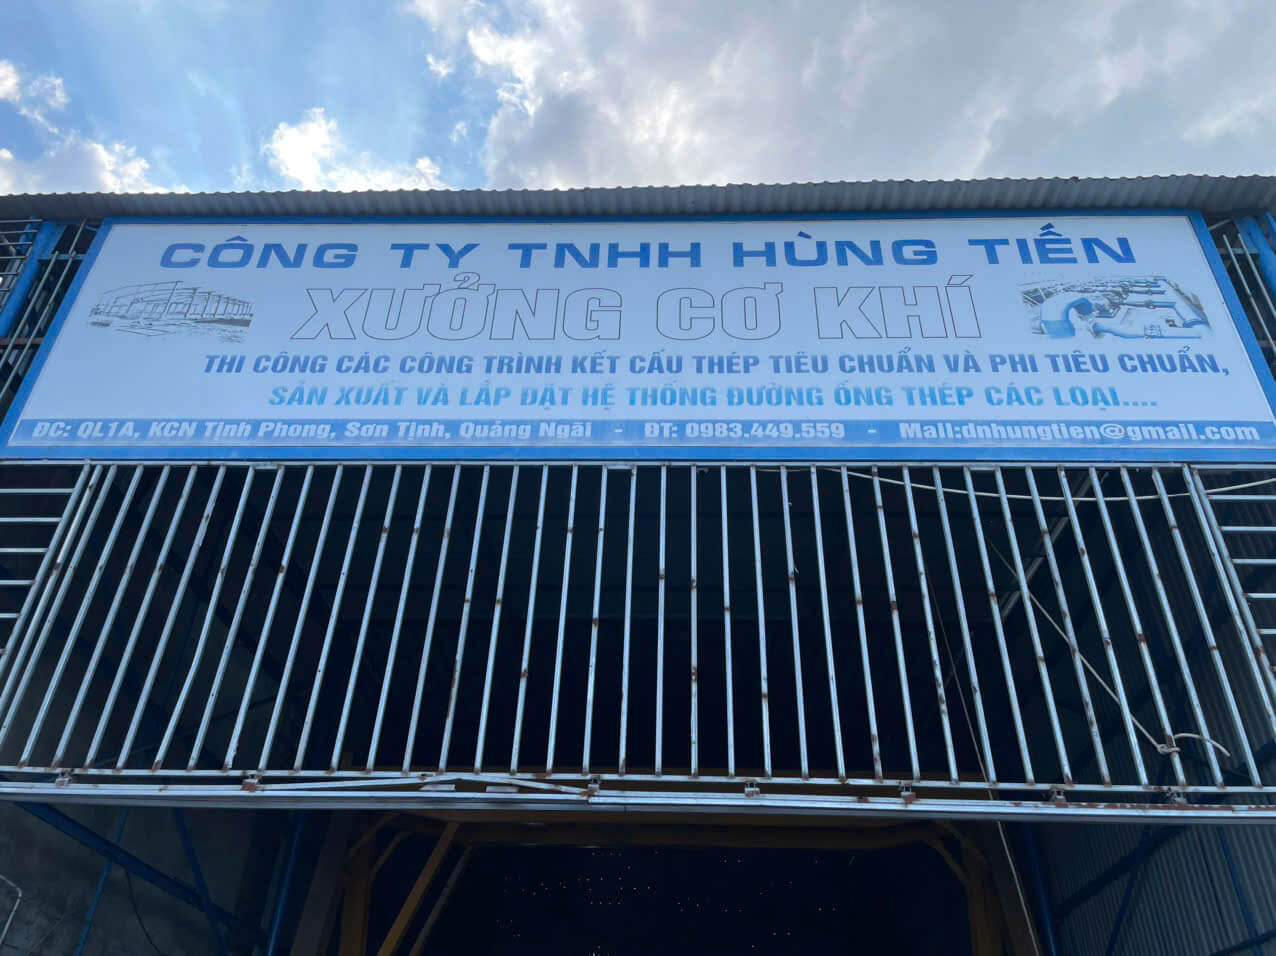 CÔNG TY TNHH HÙNG TIẾN
XƯỞNG CƠ KHÍ
THI CÔNG CÁC CÔNG TRÌNH KẾT CẤU THÉP TIÊU CHUẨN VÀ PHI TIÊU CHUẨN,
SẢN XUẤT VÀ LẮP ĐẶT HỆ THỐNG ĐƯỜNG ỐNG THÉP CÁC LOẠI....
ĐC: QL1A, KCN Tịnh Phong, Sơn Tịnh, Quảng Ngãi - ĐT: 0983.449.559 - Mail:dnhungtien@gmail.com